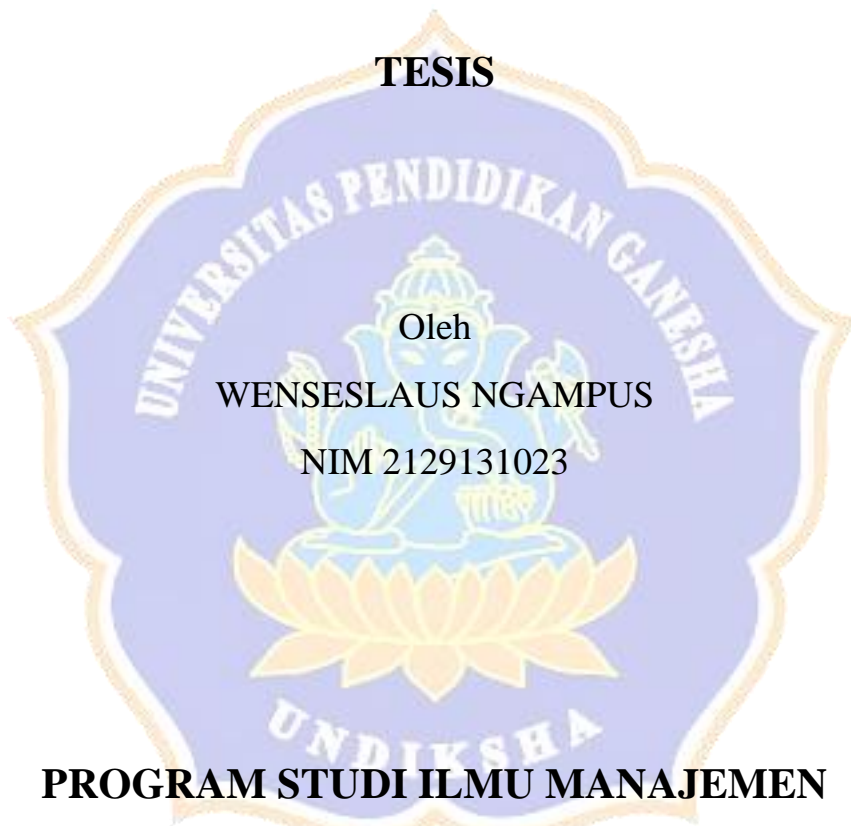 TESIS
UNIVERSITAS PENDIDIKAN GANESHA
Oleh
WENSESLAUS NGAMPUS
NIM 2129131023
UNDIKSHA
PROGRAM STUDI ILMU MANAJEMEN